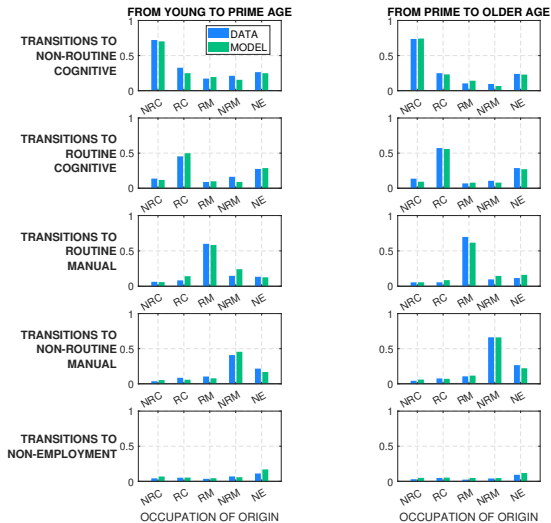 FROM YOUNG TO PRIME AGE
FROM PRIME TO OLDER AGE
TRANSITIONS TO
NON-ROUTINE
COGNITIVE
1
0.5
0
DATA
MODEL
NRC RC RM NRM NE
1
0.5
0
NRC RC RM NRM NE
TRANSITIONS TO
ROUTINE
COGNITIVE
1
0.5
0
NRC RC RM NRM NE
1
0.5
0
NRC RC RM NRM NE
TRANSITIONS TO
ROUTINE
MANUAL
1
0.5
0
NRC RC RM NRM NE
1
0.5
0
NRC RC RM NRM NE
TRANSITIONS TO
NON-ROUTINE
MANUAL
1
0.5
0
NRC RC RM NRM NE
1
0.5
0
NRC RC RM NRM NE
TRANSITIONS TO
NON-EMPLOYMENT
1
0.5
0
NRC RC RM NRM NE
1
0.5
0
NRC RC RM NRM NE
OCCUPATION OF ORIGIN
OCCUPATION OF ORIGIN